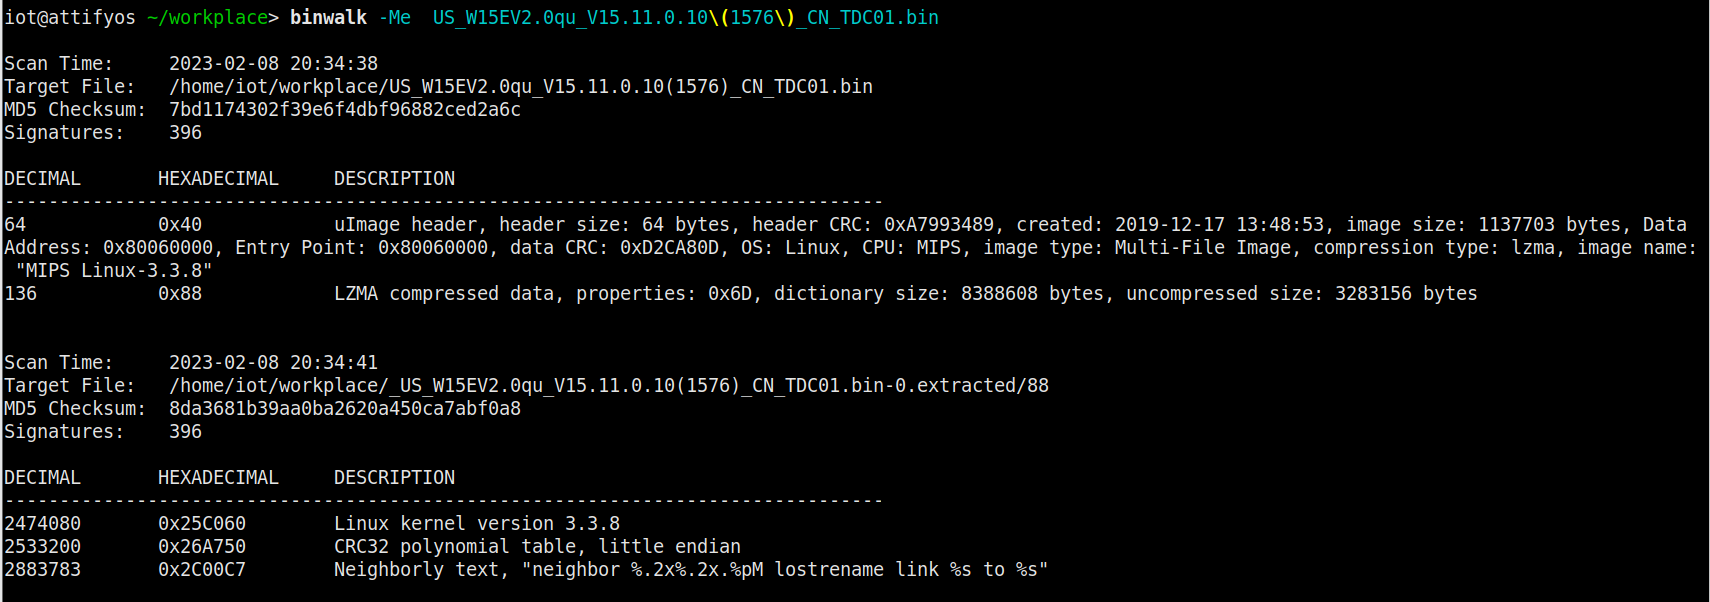 iot@attifyos ~/workplace> binwalk -Me  US_W15EV2.0qu_V15.11.0.10\(1576\)_CN_TDC01.bin
Scan Time:     2023-02-08 20:34:38
Target File:   /home/iot/workplace/US_W15EV2.0qu_V15.11.0.10(1576)_CN_TDC01.bin
MD5 Checksum:  7bd1174302f39e6f4dbf96882ced2a6c
Signatures:    396
DECIMAL       HEXADECIMAL     DESCRIPTION
--------------------------------------------------------------------------------
64            0x40            uImage header, header size: 64 bytes, header CRC: 0xA7993489, created: 2019-12-17 13:48:53, image size: 1137703 bytes, Data
Address: 0x80060000, Entry Point: 0x80060000, data CRC: 0xD2CA80D, OS: Linux, CPU: MIPS, image type: Multi-File Image, compression type: lzma, image name:
 "MIPS Linux-3.3.8"
136           0x88            LZMA compressed data, properties: 0x6D, dictionary size: 8388608 bytes, uncompressed size: 3283156 bytes
Scan Time:     2023-02-08 20:34:41
Target File:   /home/iot/workplace/_US_W15EV2.0qu_V15.11.0.10(1576)_CN_TDC01.bin-0.extracted/88
MD5 Checksum:  8da3681b39aa0ba2620a450ca7abf0a8
Signatures:    396
DECIMAL       HEXADECIMAL     DESCRIPTION
--------------------------------------------------------------------------------
2474080       0x25C060        Linux kernel version 3.3.8
2533200       0x26A750        CRC32 polynomial table, little endian
2883783       0x2C00C7        Neighborly text, "neighbor %.2x%.2x.%pM lostrename link %s to %s"